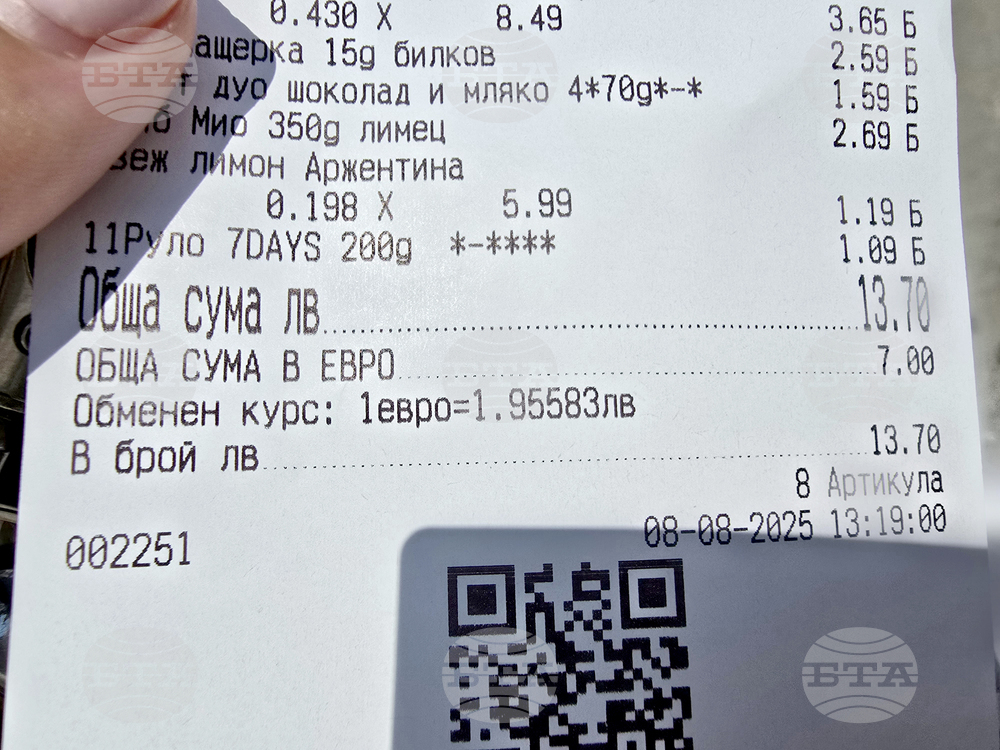 0.430 X 8.49 3.65 Б
ащерка 15g билков 2.59 Б
дуо шоколад и мляко 4*70g*-* 1.59 Б
Мио 350g лимец 2.69 Б
веж лимон Аржентина
0.198 X 5.99 1.19 Б
11Руло 7DAYS 200g *-**** 1.09 Б
Обща сума лв 13.70
ОБЩА СУМА В ЕВРО 7.00
Обменен курс: 1евро=1.95583лв
В брой лв 13.70
8 Артикула
08-08-2025 13:19:00
002251
БТА